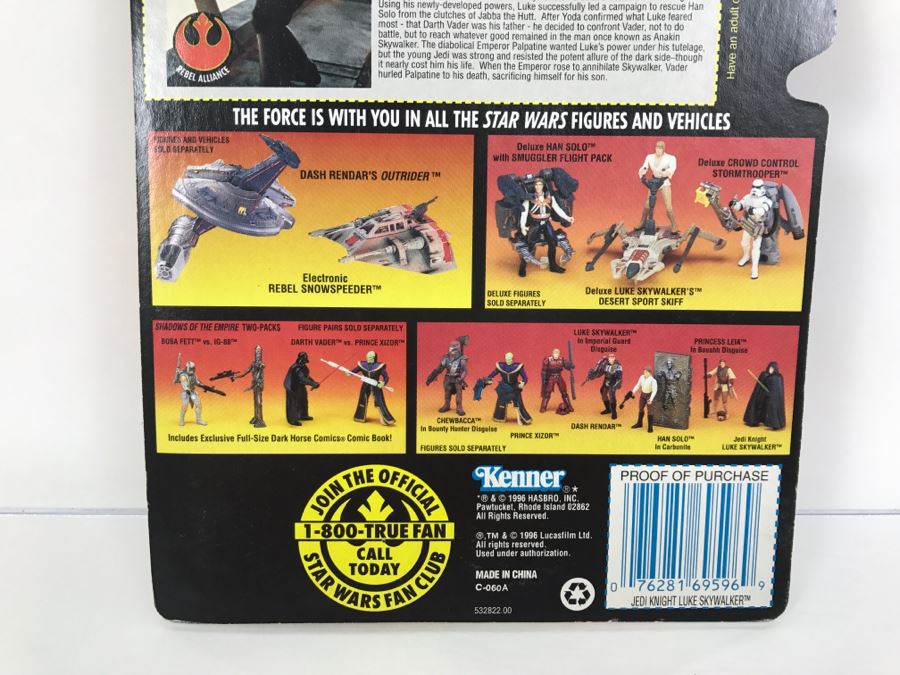 Using his newly-developed powers, Luke successfully led a campaign to rescue Han
Solo from the clutches of Jabba the Hutt. After Yoda confirmed what Luke feared
most - that Darth Vader was his father - he decided to confront Vader, not to do
battle, but to reach whatever good remained in the man once known as Anakin
Skywalker. The diabolical Emperor Palpatine wanted Luke's power under his tutelage,
but the young Jedi was strong and resisted the potent allure of the dark side–though
it nearly cost him his life. When the Emperor rose to annihilate Skywalker, Vader
hurled Palpatine to his death, sacrificing himself for his son.
REBEL ALLIANCE
Have an adult
THE FORCE IS WITH YOU IN ALL THE STAR WARS FIGURES AND VEHICLES
FIGURES AND VEHICLES
SOLD SEPARATELY
DASH RENDAR'S OUTRIDER™
Electronic
REBEL SNOWSPEEDER™
Deluxe HAN SOLO™
with SMUGGLER FLIGHT PACK
Deluxe CROWD CONTROL
STORMTROOPER™
DELUXE FIGURES
SOLD SEPARATELY
Deluxe LUKE SKYWALKER'S™
DESERT SPORT SKIFF
SHADOWS OF THE EMPIRE TWO-PACKS
FIGURE PAIRS SOLD SEPARATELY
BOBA FETT™ vs. IG-88™
DARTH VADER™ vs. PRINCE XIZOR™
Includes Exclusive Full-Size Dark Horse Comics® Comic Book!
LUKE SKYWALKER™
in Imperial Guard
Disguise
PRINCESS LEIA™
in Boushh Disguise
CHEWBACCA™
in Bounty Hunter Disguise
PRINCE XIZOR™
DASH RENDAR™
HAN SOLO™
in Carbonite
Jedi Knight
LUKE SKYWALKER™
FIGURES SOLD SEPARATELY
JOIN THE OFFICIAL
1-800-TRUE FAN
CALL
TODAY
STAR WARS FAN CLUB
Kenner ®*
*® & © 1996 HASBRO, INC.
Pawtucket, Rhode Island 02862
All Rights Reserved.
®,TM & © 1996 Lucasfilm Ltd.
All rights reserved.
Used under authorization.
MADE IN CHINA
C-060A
532822.00
PROOF OF PURCHASE
0 76281 69596 9
JEDI KNIGHT LUKE SKYWALKER™